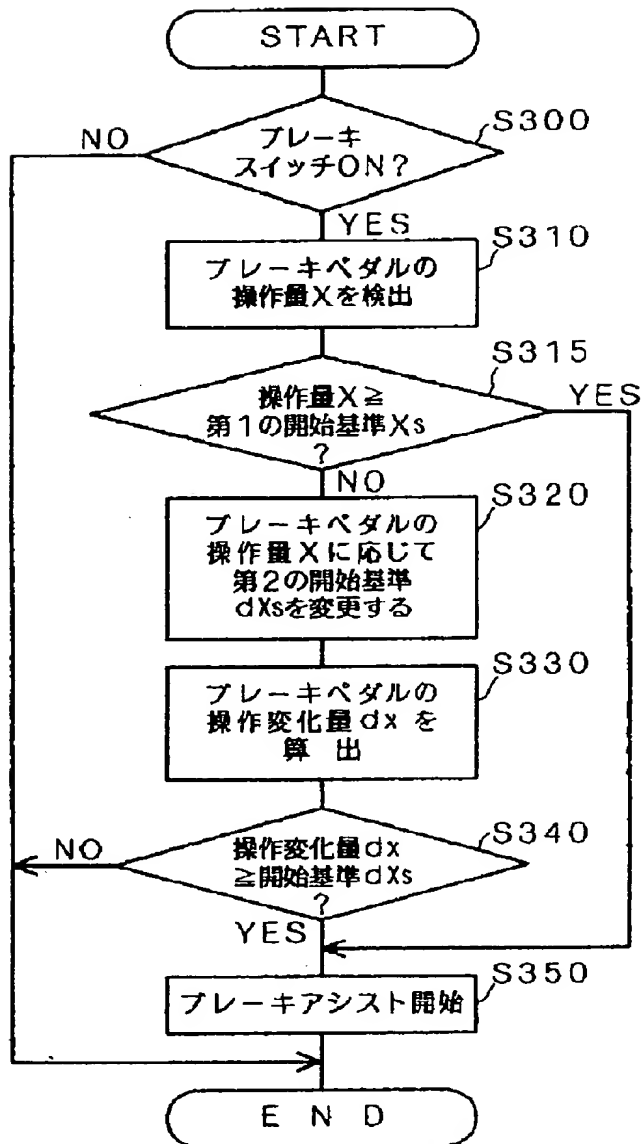 START
S300
NO
ブレーキ
スイッチON?
YES
S310
ブレーキペダルの
操作量Xを検出
S315
操作量X≧
第1の開始基準Xs
?
YES
NO
S320
ブレーキペダルの
操作量Xに応じて
第2の開始基準
dXsを変更する
S330
ブレーキペダルの
操作変化量dxを
算出
S340
NO
操作変化量dx
≧開始基準dXs
?
YES
S350
ブレーキアシスト開始
END